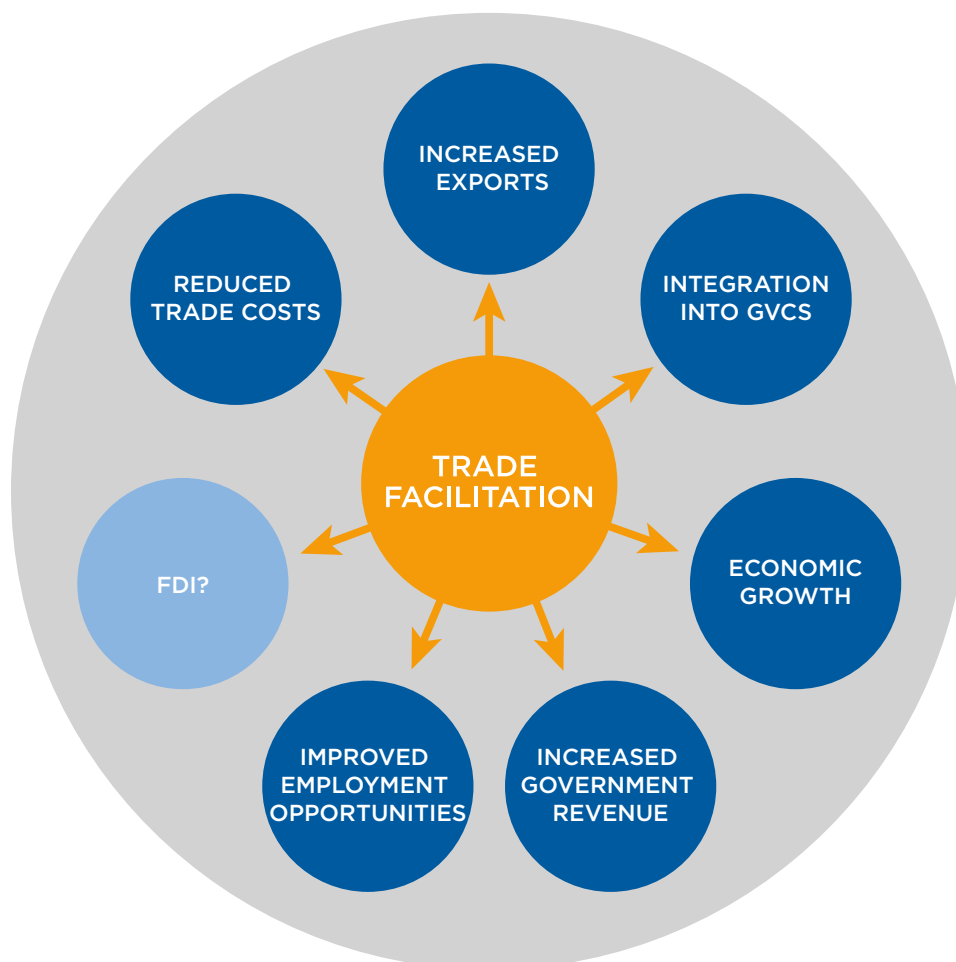 INCREASED
EXPORTS
REDUCED
TRADE COSTS
INTEGRATION
INTO GVCS
TRADE
FACILITATION
FDI?
ECONOMIC
GROWTH
IMPROVED
EMPLOYMENT
OPPORTUNITIES
INCREASED
GOVERNMENT
REVENUE